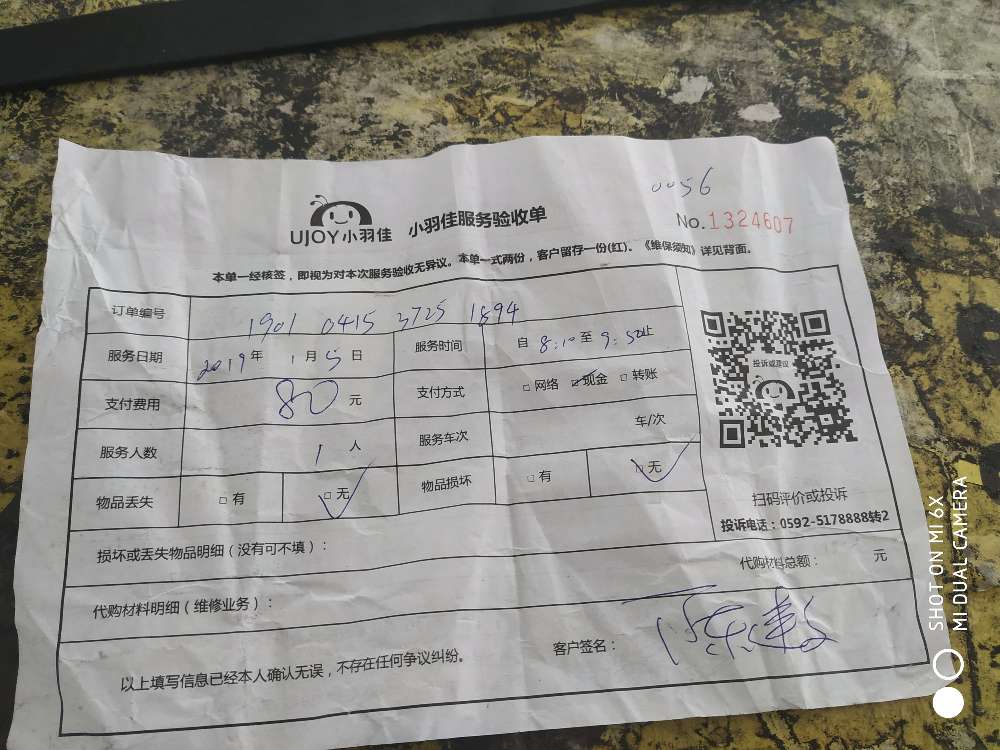 0056
UJOY小羽佳 小羽佳服务验收单
No.1324607
本单一经核签，即视为对本次服务验收无异议。本单一式两份，客户留存一份(红)。《维保须知》详见背面。
订单编号 1901 0415 3725 1894
服务日期 2019年 1月5日 服务时间 自 8:10至 9:50止
支付费用 80 元 支付方式 □网络 ☑现金 □转账
服务人数 1 人 服务车次 车/次
物品丢失 □有 ☑无 物品损坏 □有 ☑无
投诉或建议
扫码评价或投诉
投诉电话：0592-5178888转2
损坏或丢失物品明细（没有可不填）：
代购材料总额： 元
代购材料明细（维修业务）：
以上填写信息已经本人确认无误，不存在任何争议纠纷。 客户签名：
SHOT ON MI 6X
MI DUAL CAMERA